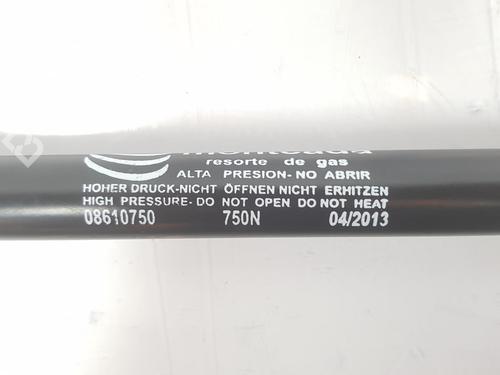 resorte de gas
ALTA PRESION- NO ABRIR
HOHER DRUCK-NICHT ÖFFNEN NICHT ERHITZEN
HIGH PRESSURE- DO NOT OPEN DO NOT HEAT
08610750 750N 04/2013